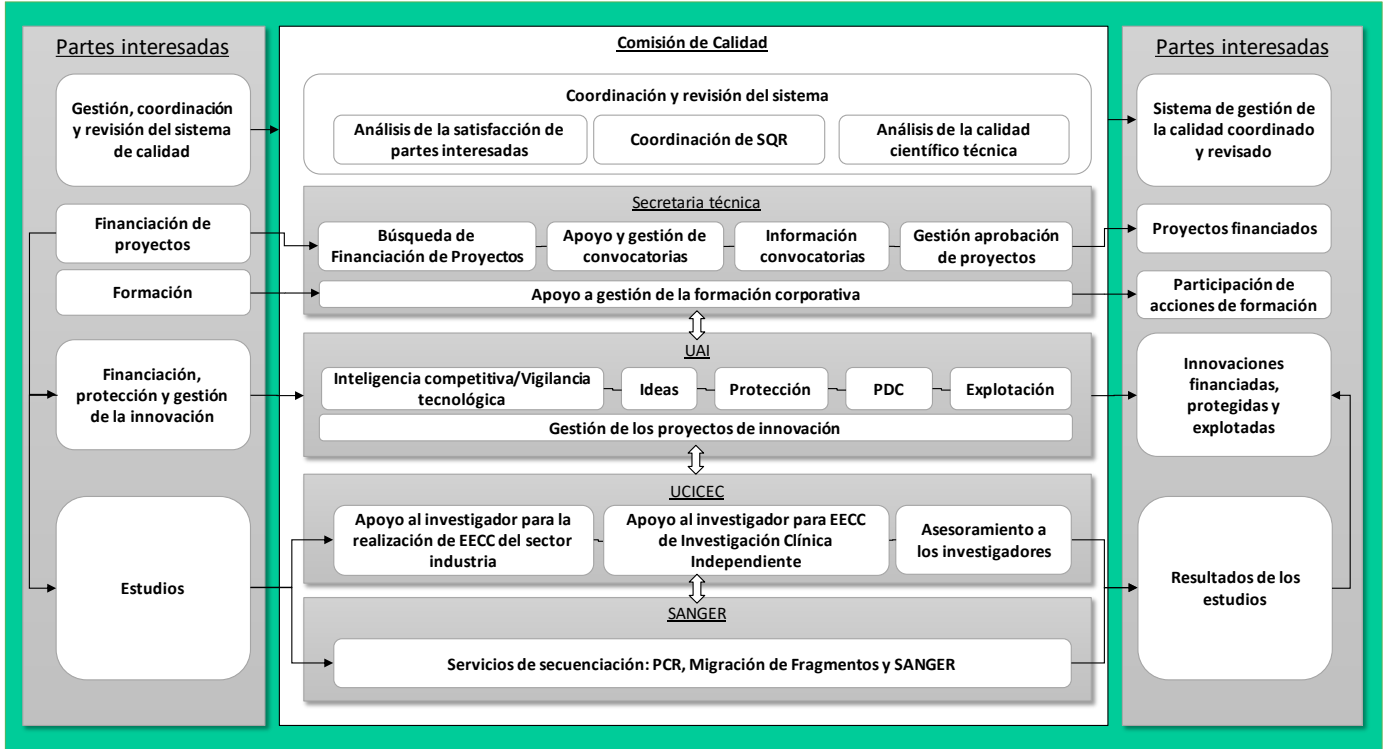 Partes interesadas
Gestión, coordinación
y revisión del sistema
de calidad
Financiación de
proyectos
Formación
Financiación,
protección y gestión
de la innovación
Estudios
Comisión de Calidad
Coordinación y revisión del sistema
Análisis de la satisfacción de
partes interesadas
Coordinación de SQR
Análisis de la calidad
científico técnica
Secretaria técnica
Búsqueda de
Financiación de Proyectos
Apoyo y gestión de
convocatorias
Información
convocatorias
Gestión aprobación
de proyectos
Apoyo a gestión de la formación corporativa
UAI
Inteligencia competitiva/Vigilancia
tecnológica
Ideas
Protección
PDC
Explotación
Gestión de los proyectos de innovación
UCICEC
Apoyo al investigador para la
realización de EECC del sector
industria
Apoyo al investigador para EECC
de Investigación Clínica
Independiente
Asesoramiento a
los investigadores
SANGER
Servicios de secuenciación: PCR, Migración de Fragmentos y SANGER
Partes interesadas
Sistema de gestión de
la calidad coordinado
y revisado
Proyectos financiados
Participación de
acciones de formación
Innovaciones
financiadas,
protegidas y
explotadas
Resultados de los
estudios